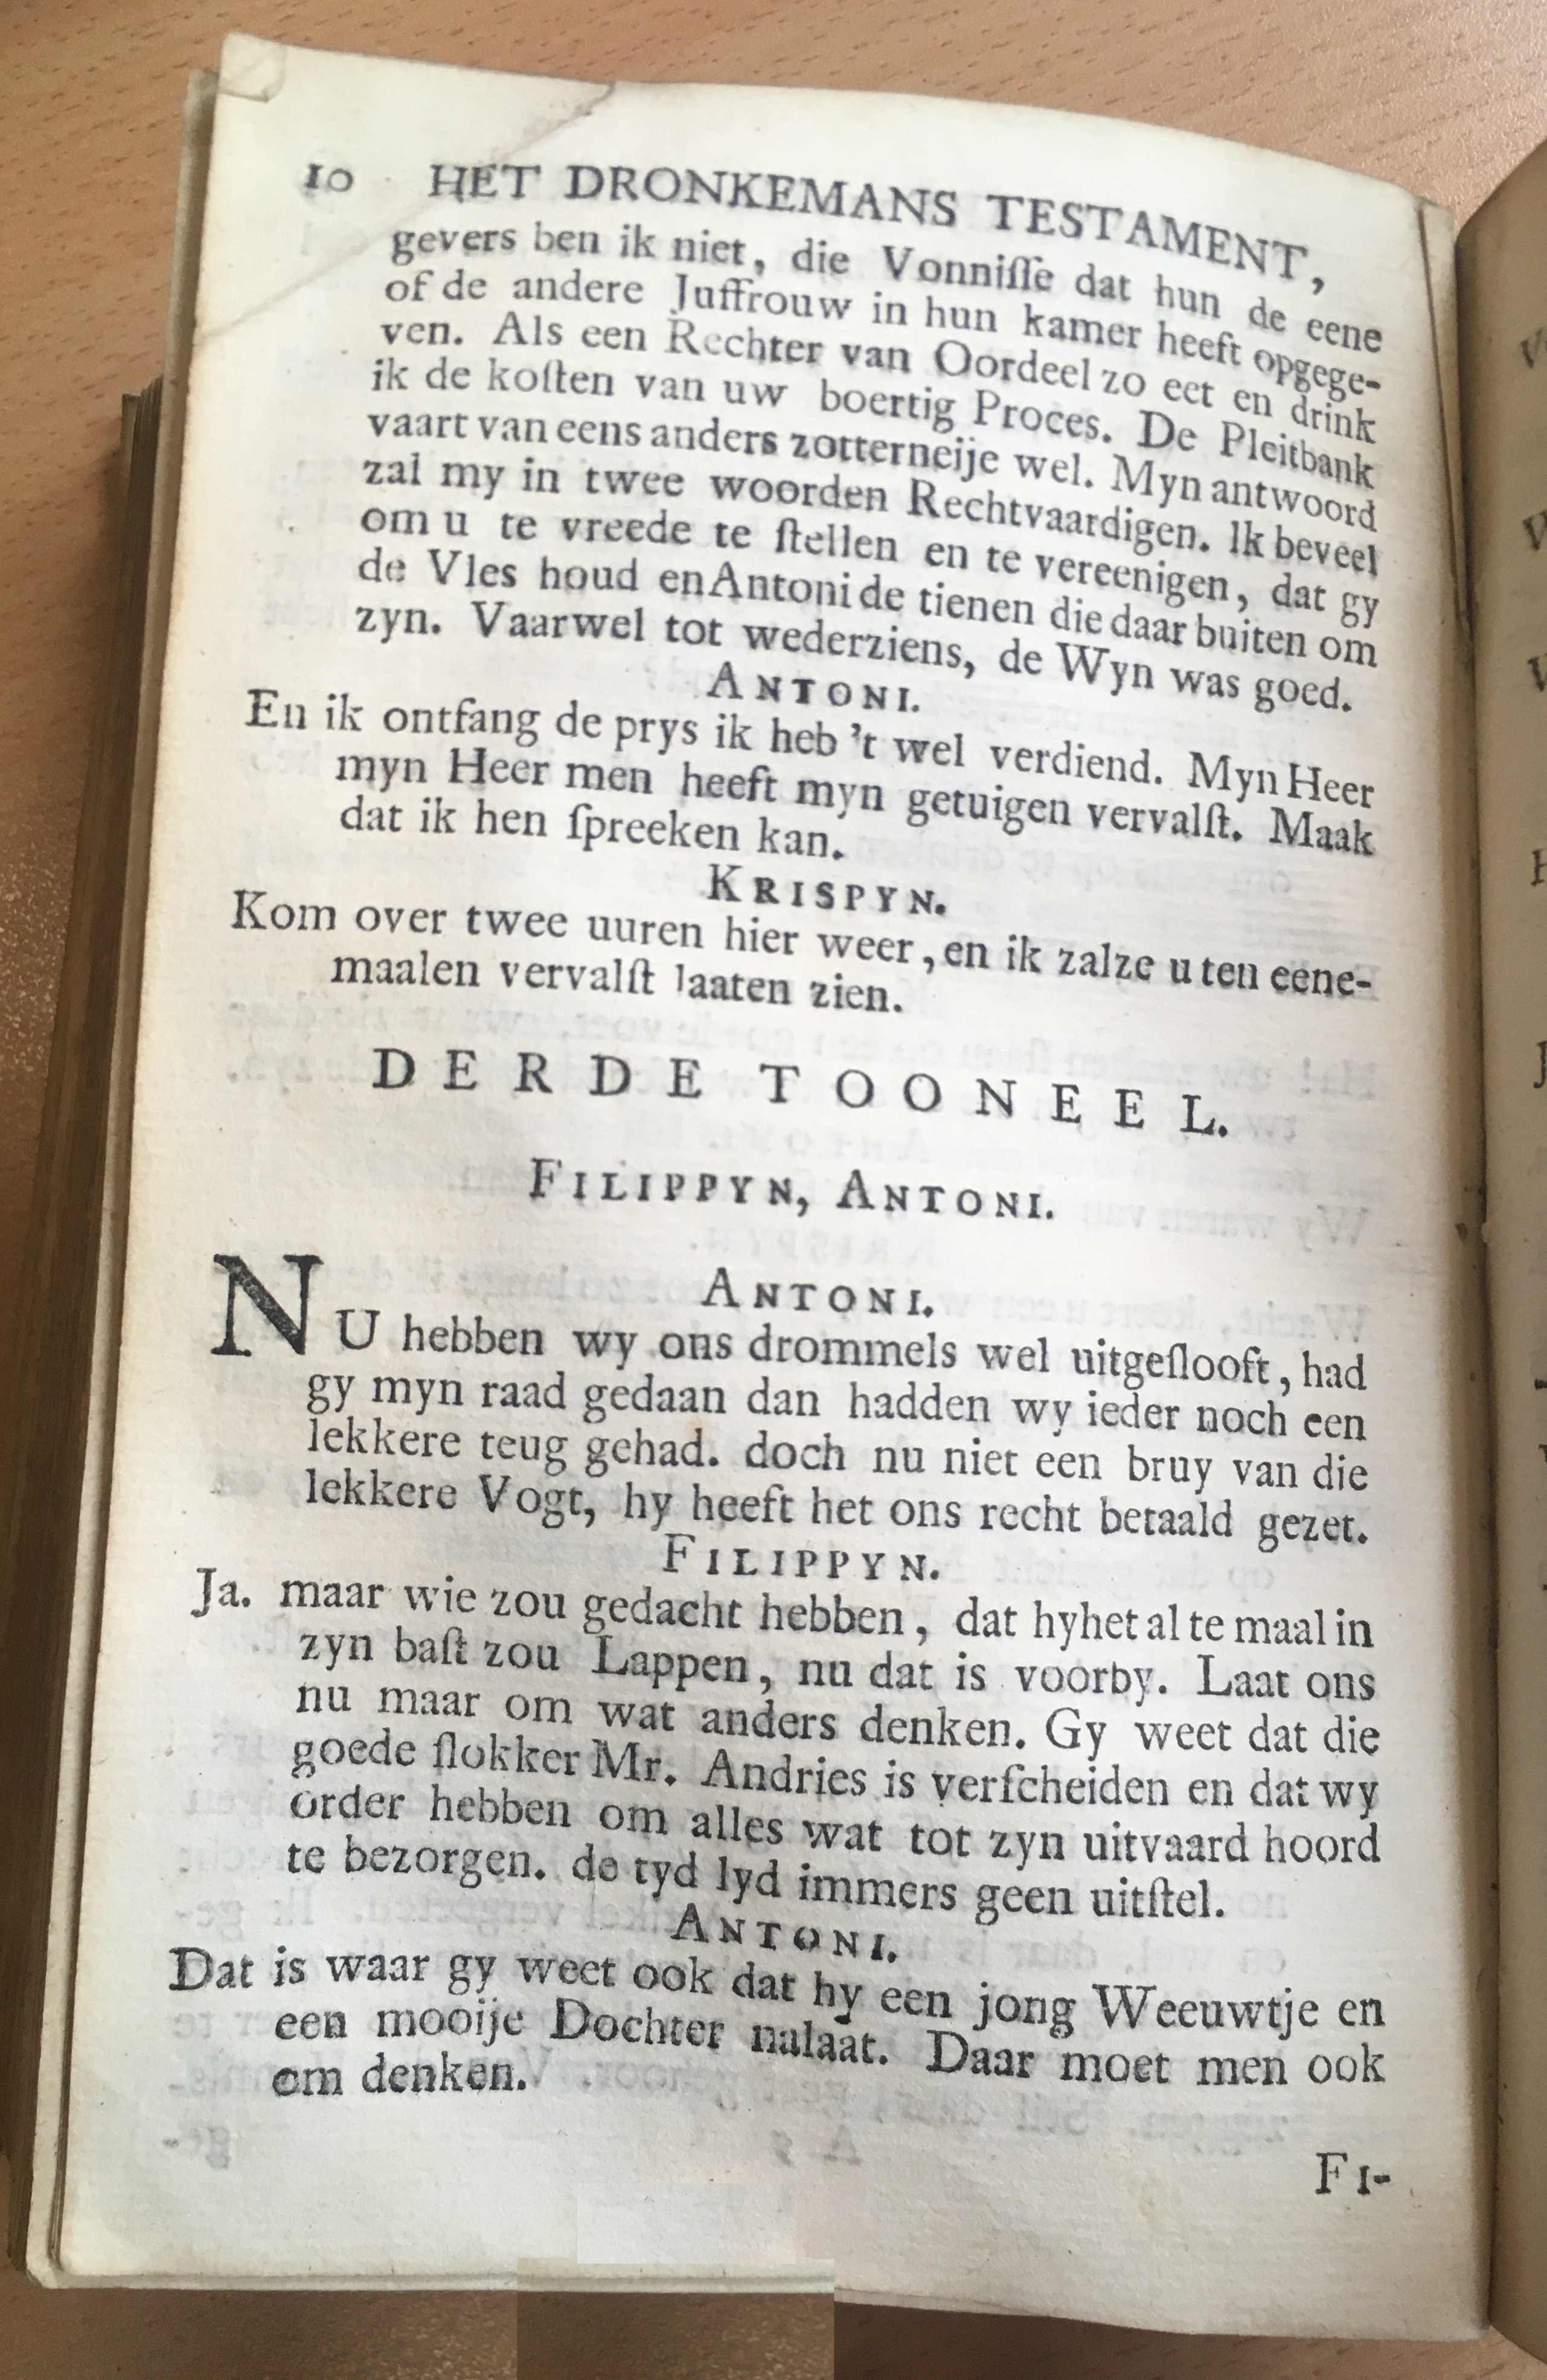 10 HET DRONKEMANS TESTAMENT,
gevers ben ik niet, die Vonniſſe dat hun de eene
of de andere Juffrouw in hun kamer heeft opgege-
ven. Als een Rechter van Oordeel zo eet en drink
ik de koſten van uw boertig Proces. De Pleitbank
vaart van eens anders zotterneije wel. Myn antwoord
zal my in twee woorden Rechtvaardigen. Ik beveel
om u te vreede te ſtellen en te vereenigen, dat gy
de Vles houd en Antoni de tienen die daar buiten om
zyn. Vaarwel tot wederziens, de Wyn was goed.
ANTONI.
En ik ontfang de prys ik heb 't wel verdiend. Myn Heer
myn Heer men heeft myn getuigen vervalſt. Maak
dat ik hen ſpreeken kan.
KRISPYN.
Kom over twee uuren hier weer, en ik zalze u ten eene-
maalen vervalſt laaten zien.
DERDE TOONEEL.
FILIPPYN, ANTONI.
ANTONI.
NU hebben wy ons drommels wel uitgeſlooft, had
gy myn raad gedaan dan hadden wy ieder noch een
lekkere teug gehad. doch nu niet een bruy van die
lekkere Vogt, hy heeft het ons recht betaald gezet.
FILIPPYN.
Ja. maar wie zou gedacht hebben, dat hyhet al te maal in
zyn baſt zou Lappen, nu dat is voorby. Laat ons
nu maar om wat anders denken. Gy weet dat die
goede ſlokker Mr. Andries is verſcheiden en dat wy
order hebben om alles wat tot zyn uitvaard hoord
te bezorgen. de tyd lyd immers geen uitſtel.
ANTONI.
Dat is waar gy weet ook dat hy een jong Weeuwtje en
een mooije Dochter nalaat. Daar moet men ook
om denken.
FI-